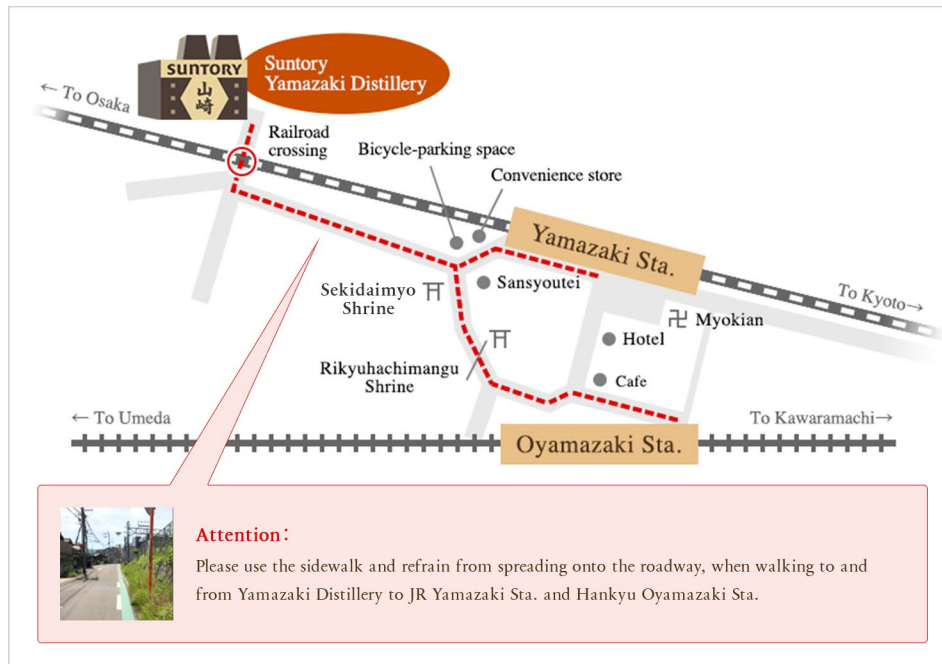 SUNTORY
山
崎
Suntory
Yamazaki Distillery
← To Osaka
Railroad
crossing
Bicycle-parking space
Convenience store
Yamazaki Sta.
To Kyoto→
Sekidaimyo
Shrine
Sansyoutei
卍 Myokian
Hotel
Rikyuhachimangu
Shrine
Cafe
← To Umeda
To Kawaramachi→
Oyamazaki Sta.
Attention:
Please use the sidewalk and refrain from spreading onto the roadway, when walking to and
from Yamazaki Distillery to JR Yamazaki Sta. and Hankyu Oyamazaki Sta.